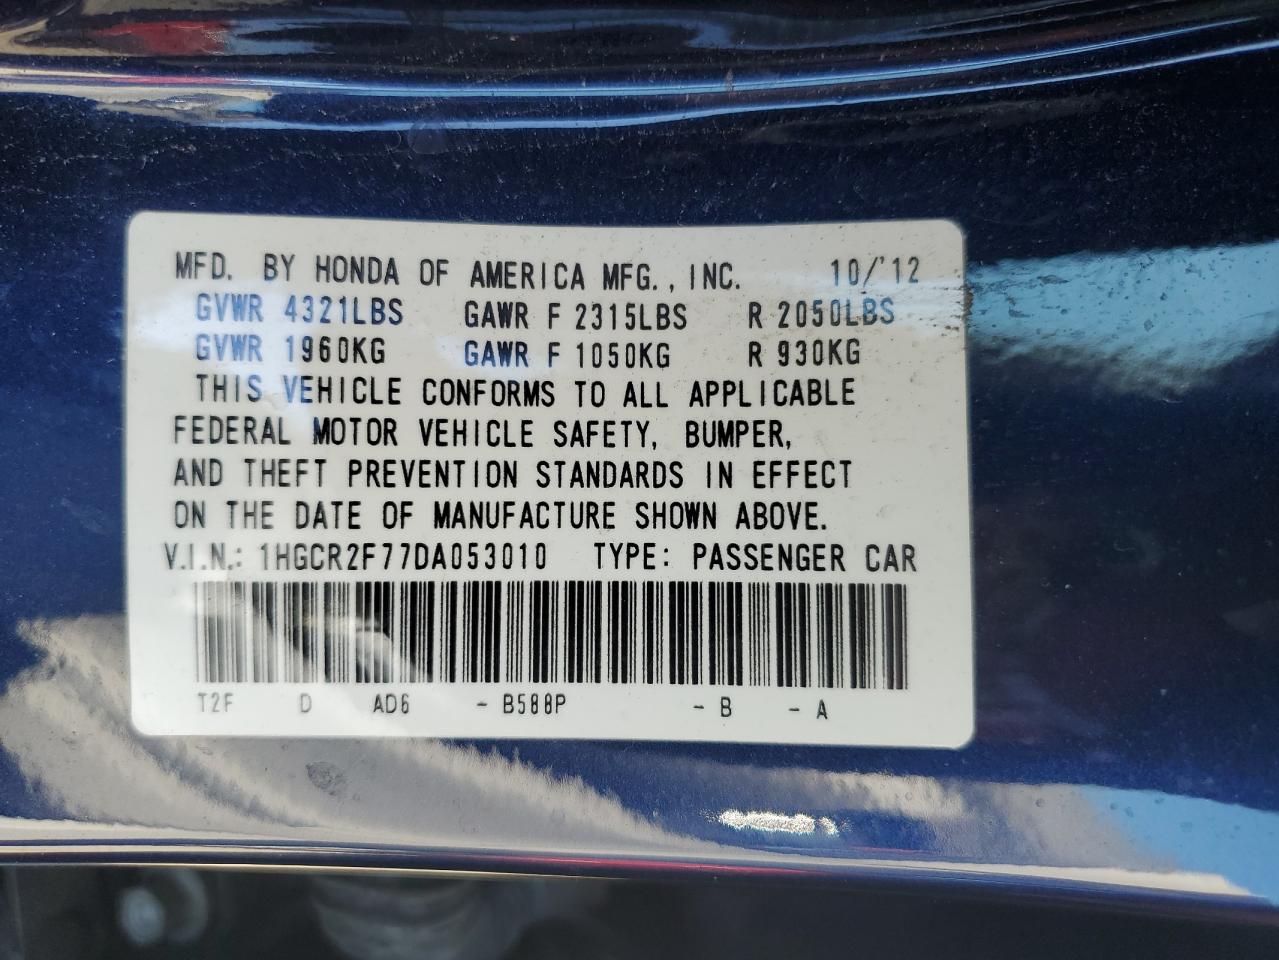 MFD. BY HONDA OF AMERICA MFG., INC. 10/'12
GVWR 4321LBS GAWR F 2315LBS R 2050LBS
GVWR 1960KG GAWR F 1050KG R 930KG
THIS VEHICLE CONFORMS TO ALL APPLICABLE
FEDERAL MOTOR VEHICLE SAFETY, BUMPER,
AND THEFT PREVENTION STANDARDS IN EFFECT
ON THE DATE OF MANUFACTURE SHOWN ABOVE.
V.I.N.: 1HGCR2F77DA053010 TYPE: PASSENGER CAR
T2F D AD6 - B588P - B - A